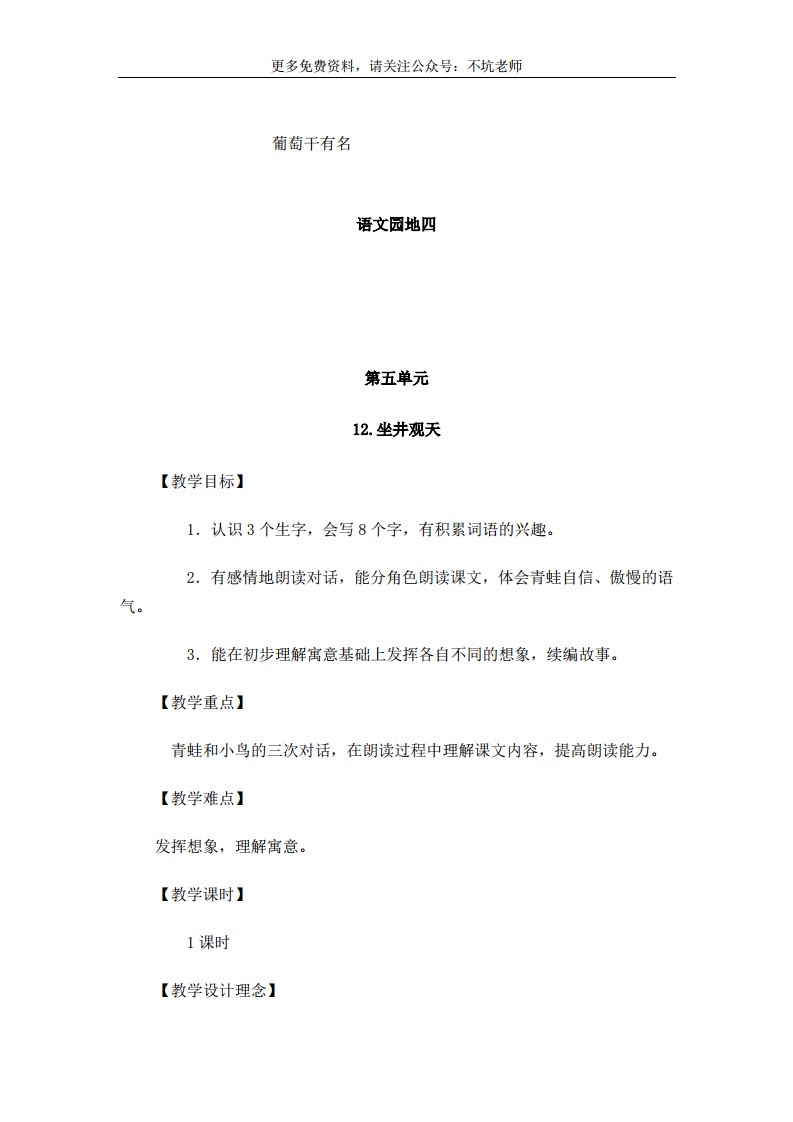 更多免费资料，请关注公众号：不坑老师
葡萄干有名
语文园地四
第五单元
12.坐井观天
【教学目标】
1．认识 3 个生字，会写 8 个字，有积累词语的兴趣。
2．有感情地朗读对话，能分角色朗读课文，体会青蛙自信、傲慢的语
气。
3．能在初步理解寓意基础上发挥各自不同的想象，续编故事。
【教学重点】
青蛙和小鸟的三次对话，在朗读过程中理解课文内容，提高朗读能力。
【教学难点】
发挥想象，理解寓意。
【教学课时】
1 课时
【教学设计理念】